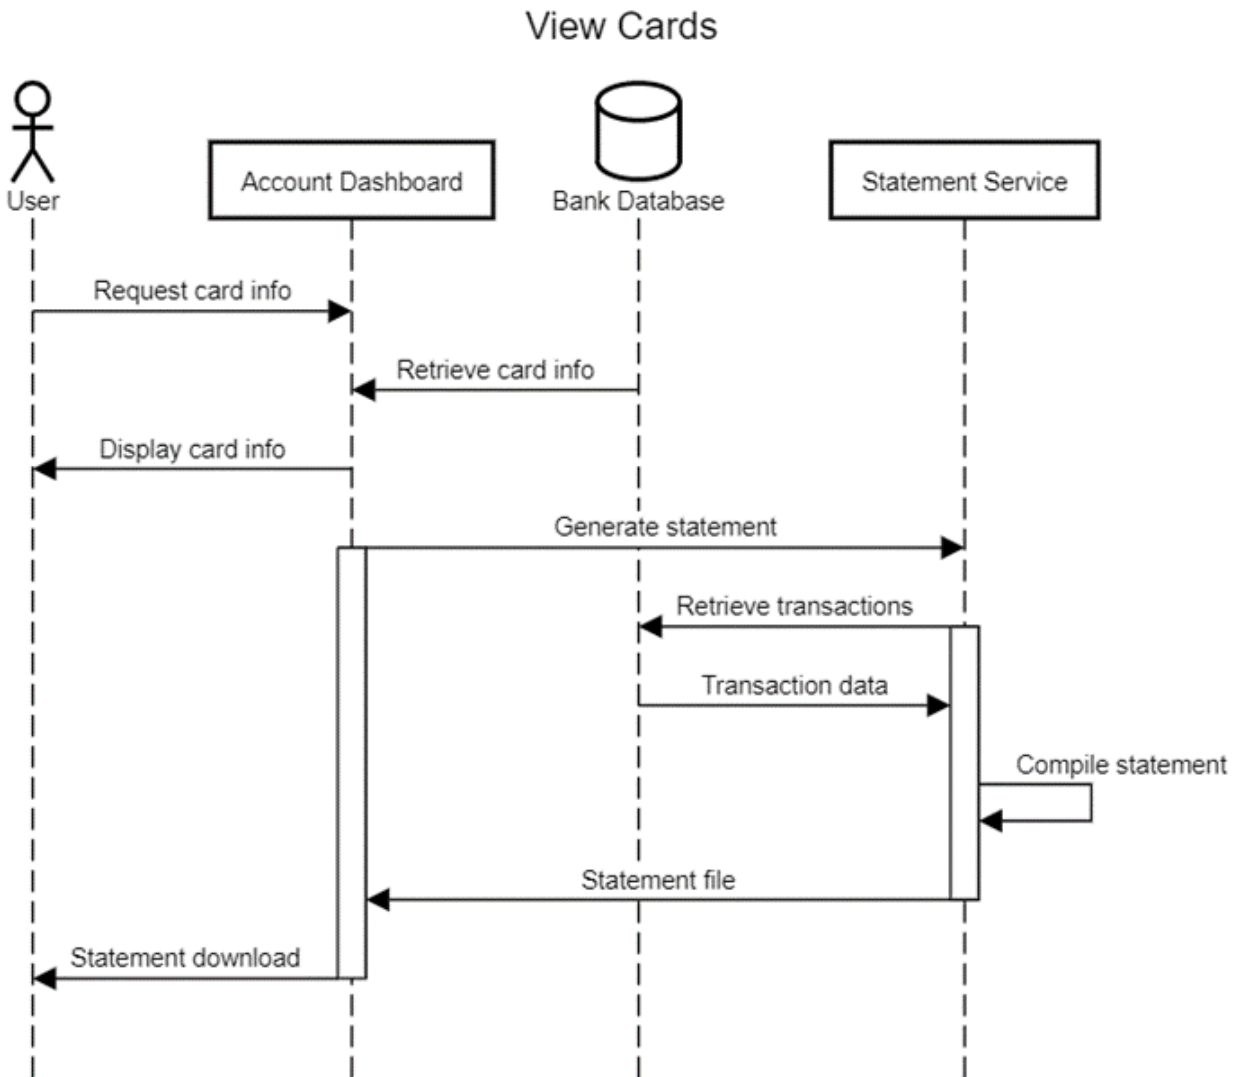 View Cards
User
Account Dashboard
Bank Database
Statement Service
Request card info
Retrieve card info
Display card info
Generate statement
Retrieve transactions
Transaction data
Compile statement
Statement file
Statement download